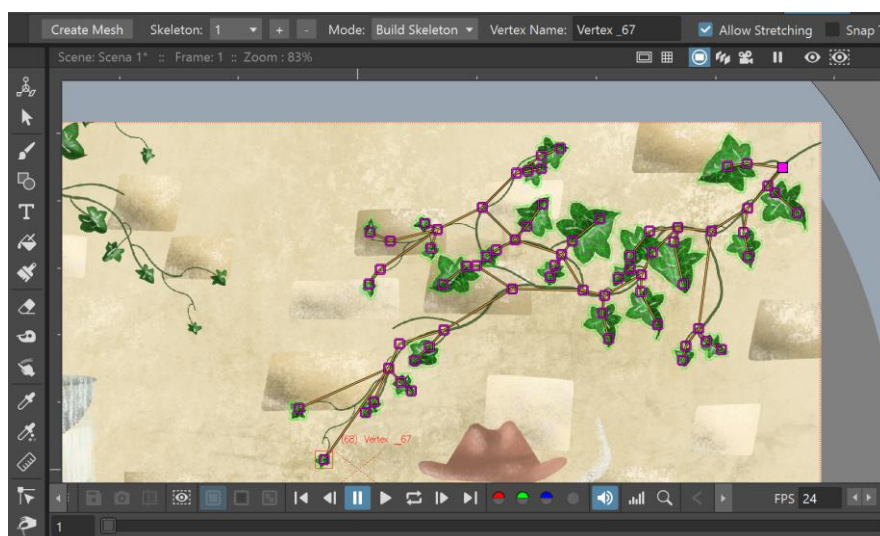 Create Mesh Skeleton: 1 + - Mode: Build Skeleton Vertex Name: Vertex _67 Allow Stretching Snap
Scene: Scena 1* :: Frame: 1 :: Zoom : 83%
(68) Vertex _67
FPS 24
1